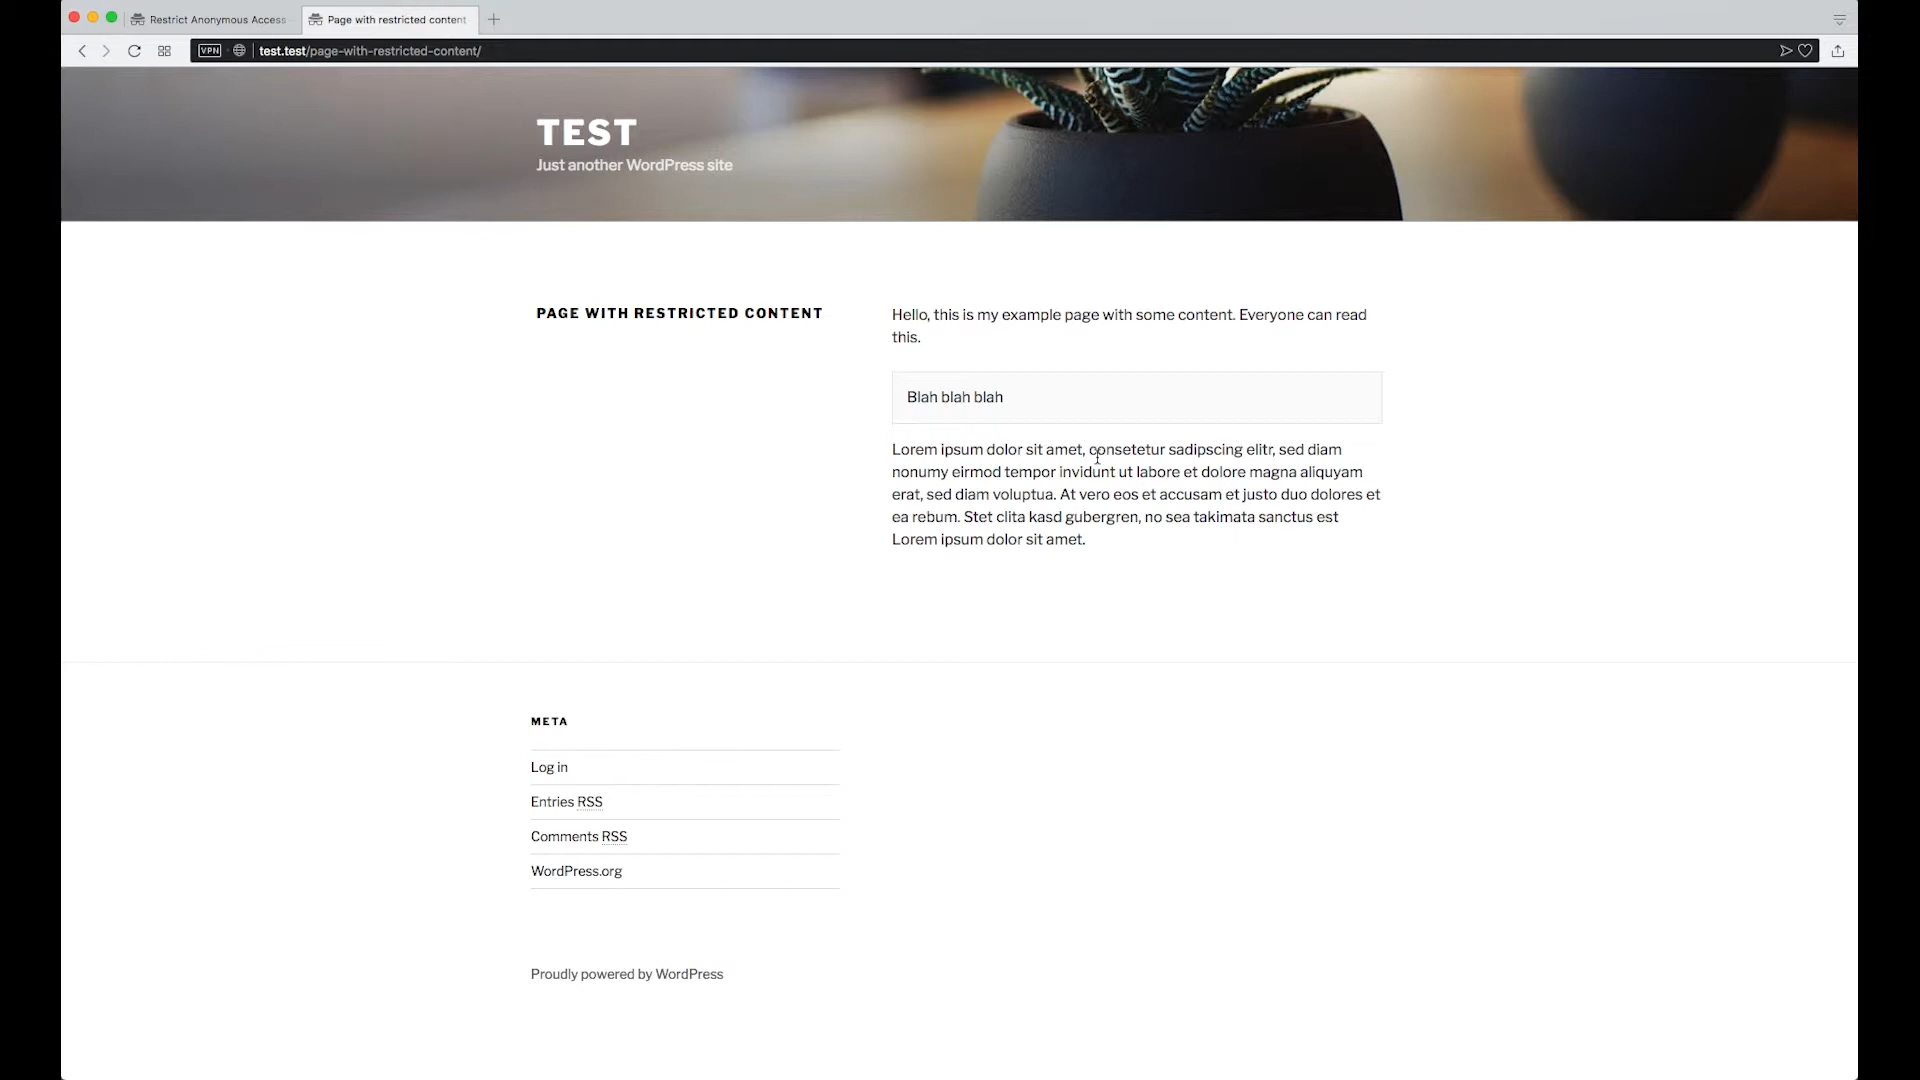 Restrict Anonymous Access
Page with restricted content
VPN
test.test/page-with-restricted-content/
TEST
Just another WordPress site
PAGE WITH RESTRICTED CONTENT
Hello, this is my example page with some content. Everyone can read
this.
Blah blah blah
Lorem ipsum dolor sit amet, consetetur sadipscing elitr, sed diam
nonumy eirmod tempor invidunt ut labore et dolore magna aliquyam
erat, sed diam voluptua. At vero eos et accusam et justo duo dolores et
ea rebum. Stet clita kasd gubergren, no sea takimata sanctus est
Lorem ipsum dolor sit amet.
META
Log in
Entries RSS
Comments RSS
WordPress.org
Proudly powered by WordPress